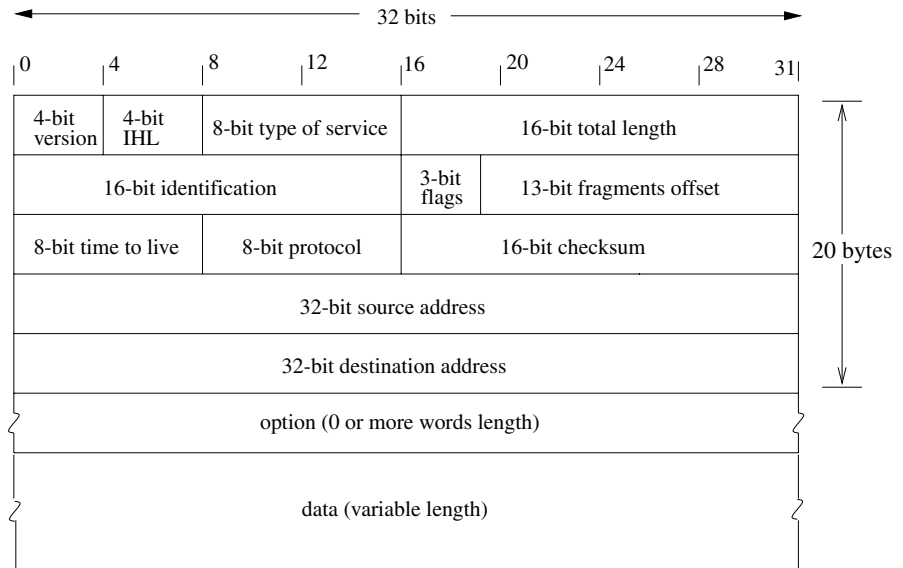 32 bits
0 4 8 12 16 20 24 28 31
4-bit version
4-bit IHL
8-bit type of service
16-bit total length
16-bit identification
3-bit flags
13-bit fragments offset
8-bit time to live
8-bit protocol
16-bit checksum
20 bytes
32-bit source address
32-bit destination address
option (0 or more words length)
data (variable length)